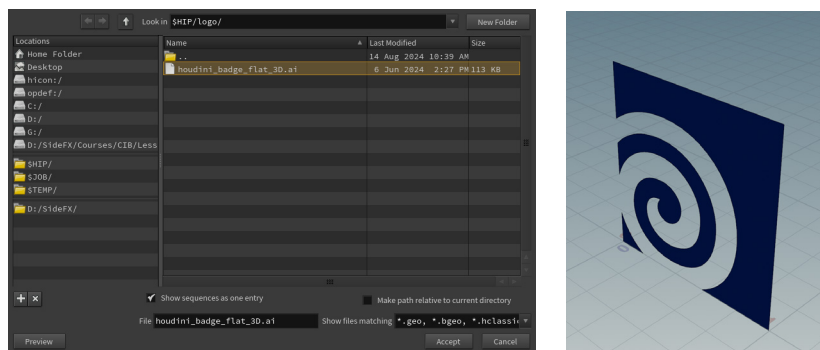 Look in $HIP/logo/ New Folder
Locations
Home Folder
Desktop
hicon:/
opdef:/
C:/
D:/
G:/
D:/SideFX/Courses/CIB/Less
$HIP/
$JOB/
$TEMP/
D:/SideFX/
Name Last Modified Size
.. 14 Aug 2024 10:39 AM
houdini_badge_flat_3D.ai 6 Jun 2024 2:27 PM 113 KB
Show sequences as one entry Make path relative to current directory
File houdini_badge_flat_3D.ai Show files matching *.geo, *.bgeo, *.hclassi
Preview Accept Cancel